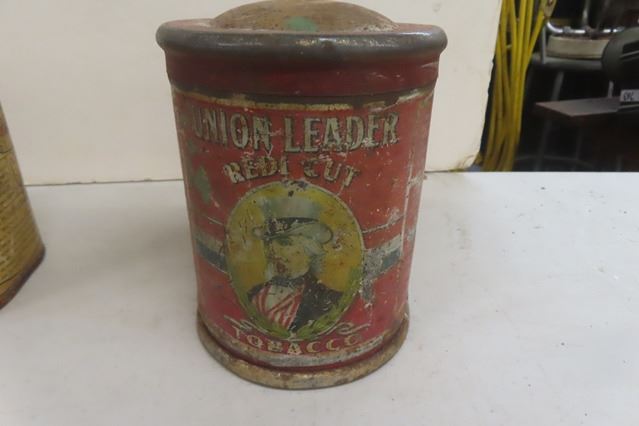 UNION LEADER
REDI CUT
TOBACCO